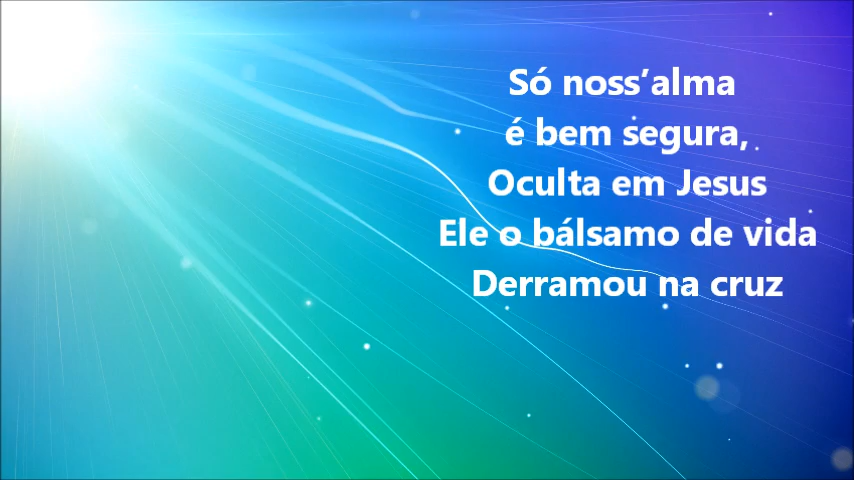 Só noss’alma
é bem segura,
Oculta em Jesus
Ele o bálsamo de vida
Derramou na cruz